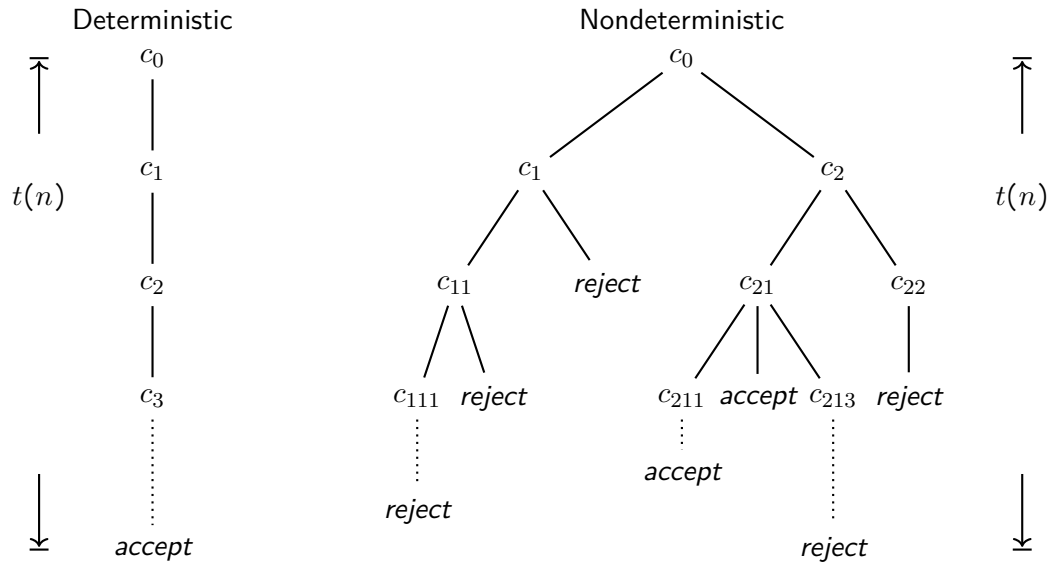 Deterministic Nondeterministic
c₀ c₀
c₁ c₁ c₂
t(n) t(n)
c₂ c₁₁ reject c₂₁ c₂₂
c₃ c₁₁₁ reject c₂₁₁ accept c₂₁₃ reject
accept
reject
accept reject